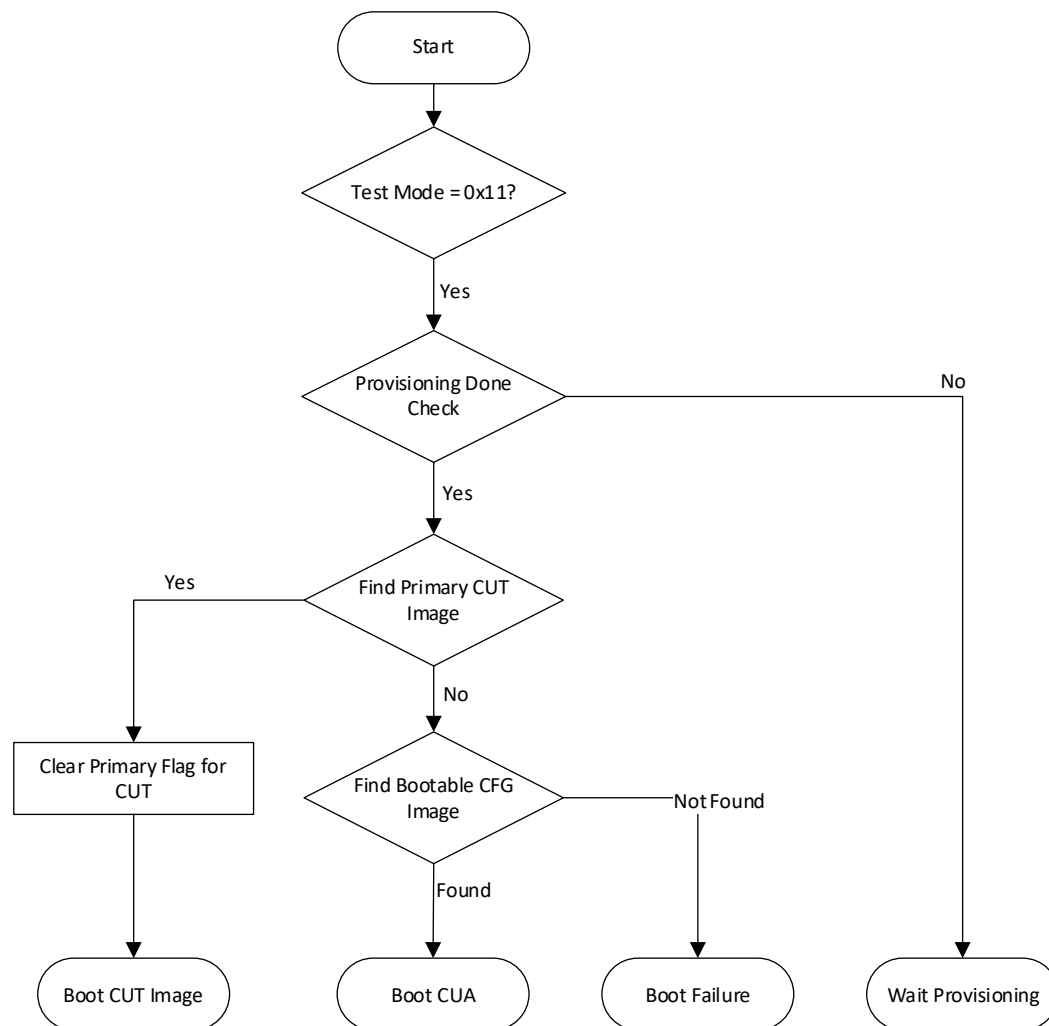 Start
Test Mode = 0x11?
Yes
Provisioning Done
Check
No
Yes
Find Primary CUT
Image
Yes
No
Clear Primary Flag for
CUT
Find Bootable CFG
Image
Not Found
Found
Boot CUT Image
Boot CUA
Boot Failure
Wait Provisioning